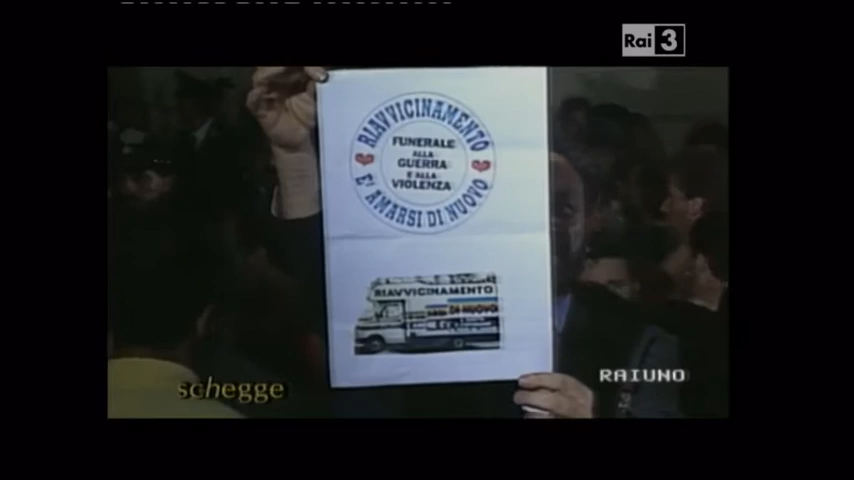 Rai 3
RIAVVICINAMENTO
FUNERALE
ALLA
GUERRA
E ALLA
VIOLENZA
E' AMARSI DI NUOVO
RIAVVICINAMENTO
DI NUOVO
schegge
RAIUNO